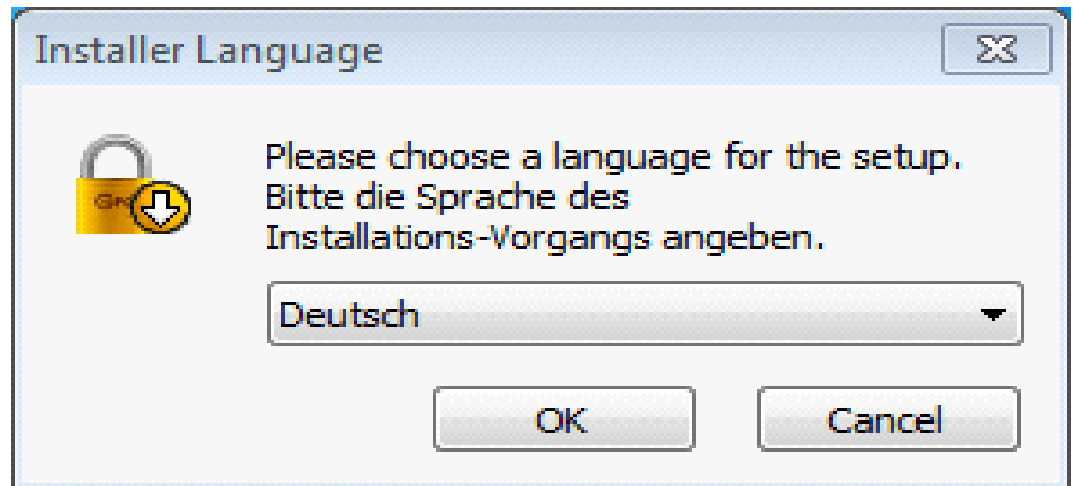 Installer Language
Please choose a language for the setup.
Bitte die Sprache des
Installations-Vorgangs angeben.
Deutsch
OK
Cancel